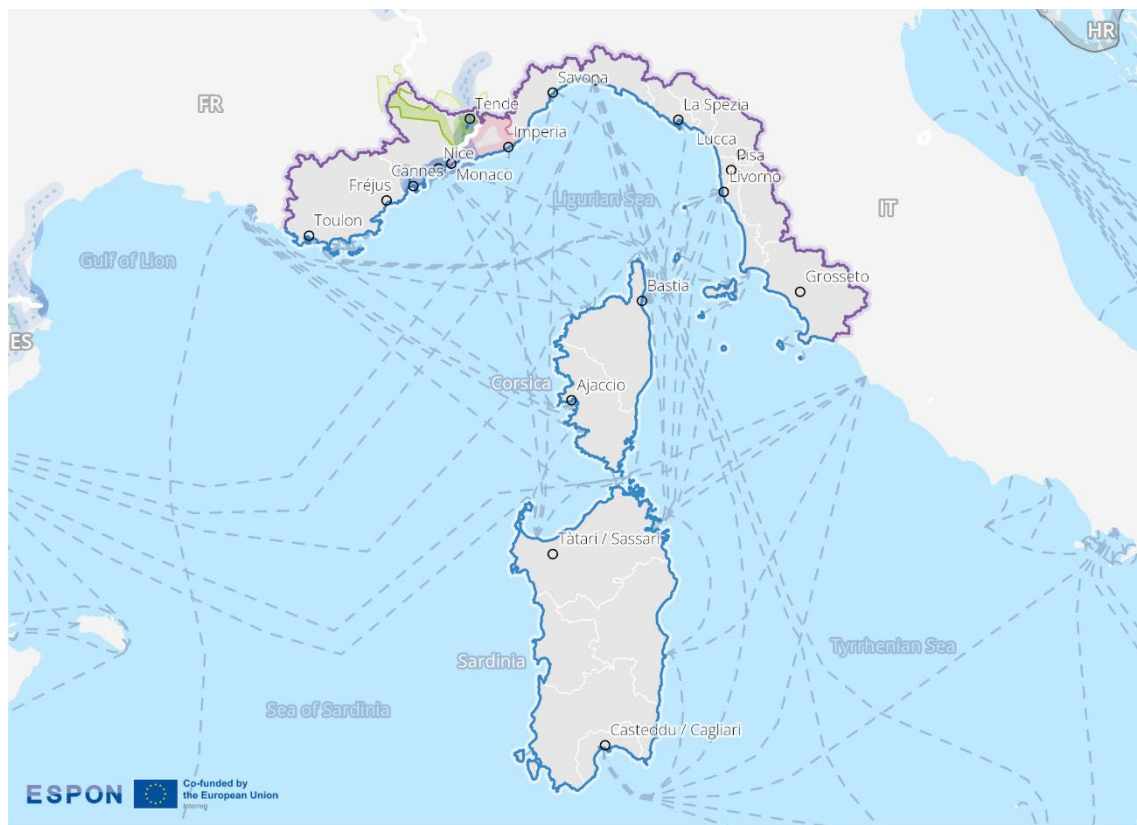 HR
FR
Savona
Tende
La Spezia
Imperia
Lucca
Nice
Pisa
Cannes
Monaco
Livorno
Fréjus
Ligurian Sea
IT
Toulon
Gulf of Lion
Grosseto
Bastia
ES
Corsica
Ajaccio
Tàtari / Sassari
Tyrrhenian Sea
Sardinia
Sea of Sardinia
Casteddu / Cagliari
ESPON
Co-funded by
the European Union
Interreg